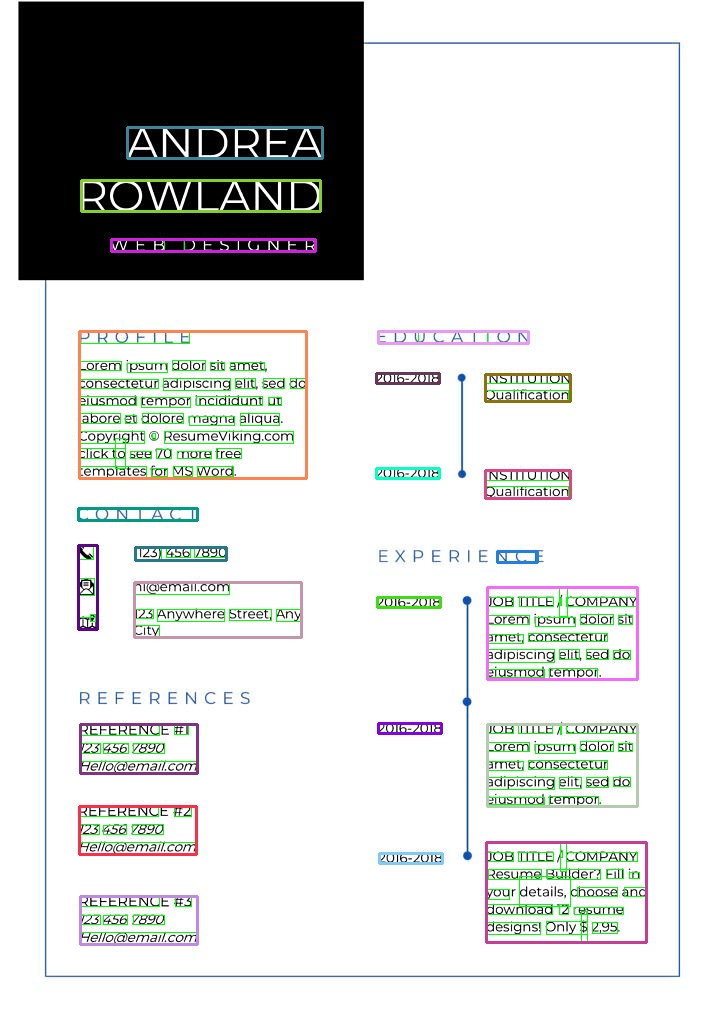 ANDREA
ROWLAND
WEB DESIGNER
PROFILE
Lorem ipsum dolor sit amet,
consectetur adipiscing elit, sed do
eiusmod tempor incididunt ut
labore et dolore magna aliqua.
Copyright © ResumeViking.com
click to see 70 more free
templates for MS Word.
CONTACT
(123) 456 7890
hi@email.com
123 Anywhere Street, Any
City
REFERENCES
REFERENCE #1
123 456 7890
Hello@email.com
REFERENCE #2
123 456 7890
Hello@email.com
REFERENCE #3
123 456 7890
Hello@email.com
EDUCATION
2016-2018
INSTITUTION
Qualification
2016-2018
INSTITUTION
Qualification
EXPERIENCE
2016-2018
JOB TITLE / COMPANY
Lorem ipsum dolor sit
amet, consectetur
adipiscing elit, sed do
eiusmod tempor.
2016-2018
JOB TITLE / COMPANY
Lorem ipsum dolor sit
amet, consectetur
adipiscing elit, sed do
eiusmod tempor.
2016-2018
JOB TITLE / COMPANY
Resume Builder? Fill in
your details, choose and
download 12 resume
designs! Only $ 2,95.